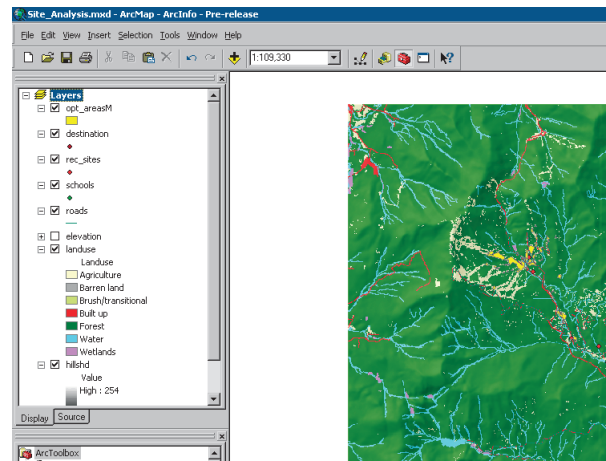 Site_Analysis.mxd - ArcMap - ArcInfo - Pre-release
File Edit View Insert Selection Tools Window Help
1:109,330
Layers
opt_areasM
destination
rec_sites
schools
roads
elevation
landuse
Landuse
Agriculture
Barren land
Brush/transitional
Built up
Forest
Water
Wetlands
hillshd
Value
High : 254
Display Source
ArcToolbox